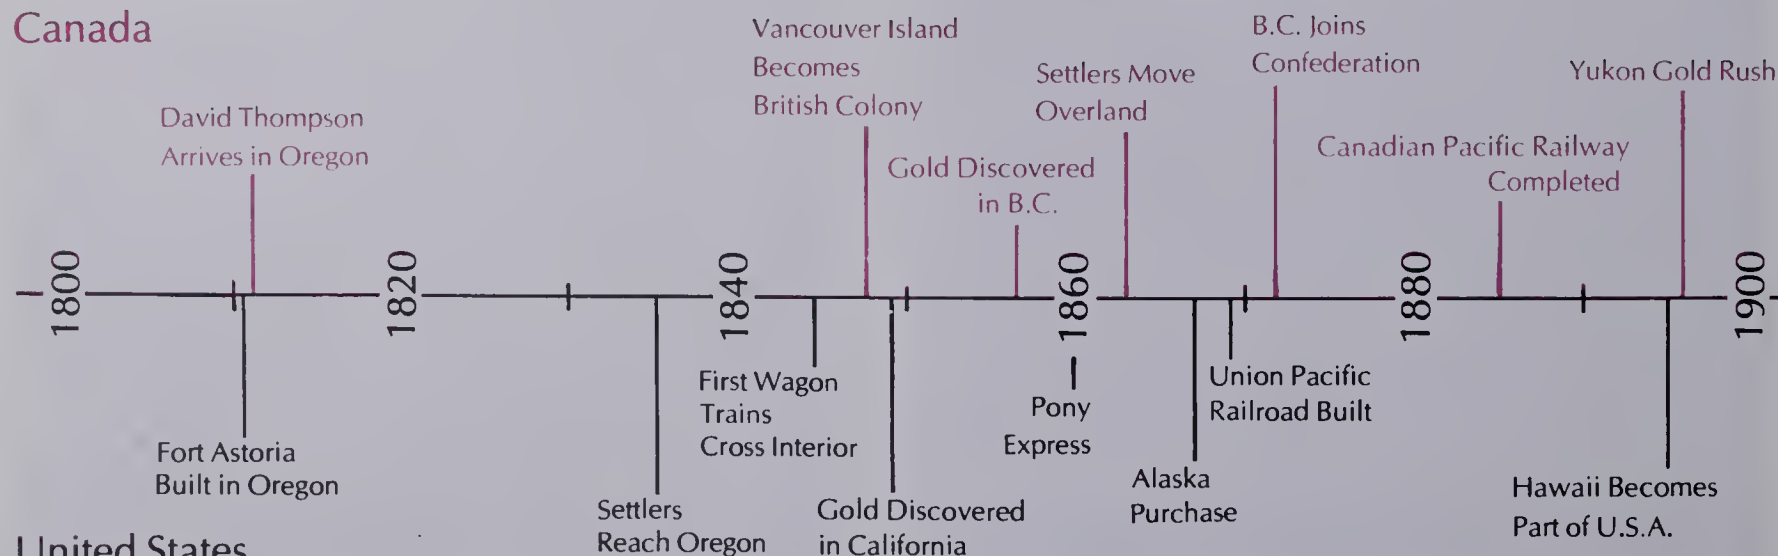 Canada
David Thompson
Arrives in Oregon
Vancouver Island
Becomes
British Colony
Gold Discovered
in B.C.
Settlers Move
Overland
B.C. Joins
Confederation
Canadian Pacific Railway
Completed
Yukon Gold Rush
1800
1820
1840
1860
1880
1900
Fort Astoria
Built in Oregon
Settlers
Reach Oregon
First Wagon
Trains
Cross Interior
Gold Discovered
in California
Pony
Express
Alaska
Purchase
Union Pacific
Railroad Built
Hawaii Becomes
Part of U.S.A.
United States